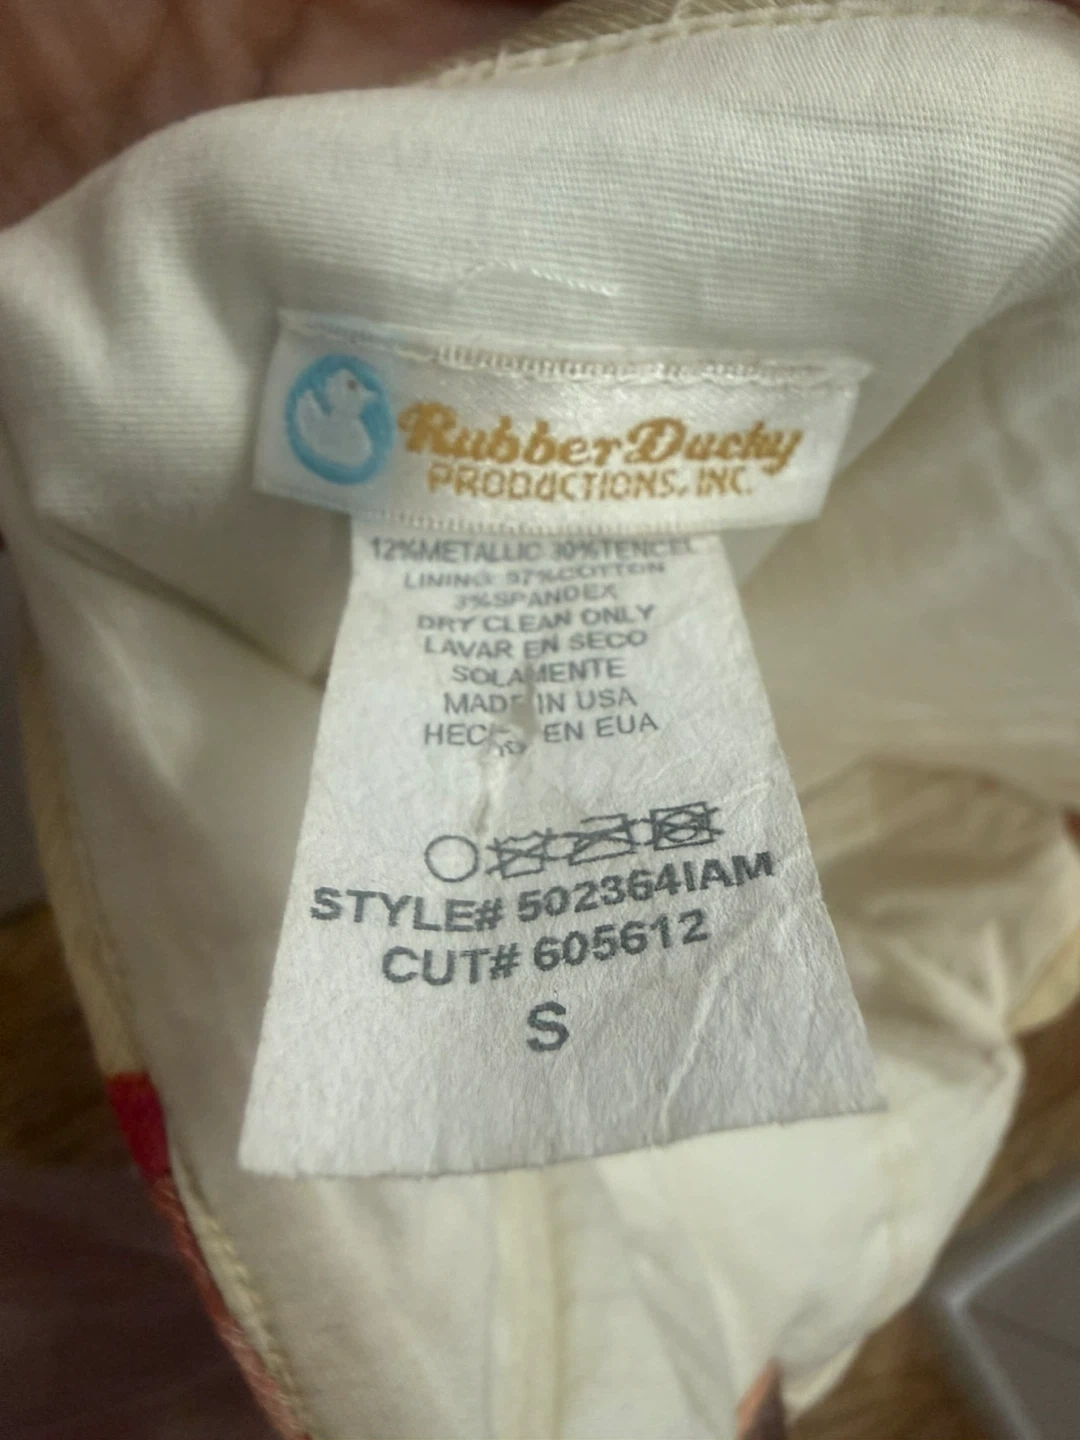 Rubber Ducky
PRODUCTIONS, INC.
12%METALLIC 30%TENCEL
LINING: 97%COTTON
3%SPANDEX
DRY CLEAN ONLY
LAVAR EN SECO
SOLAMENTE
MADE IN USA
HECHO EN EUA
STYLE# 502364IAM
CUT# 605612
S